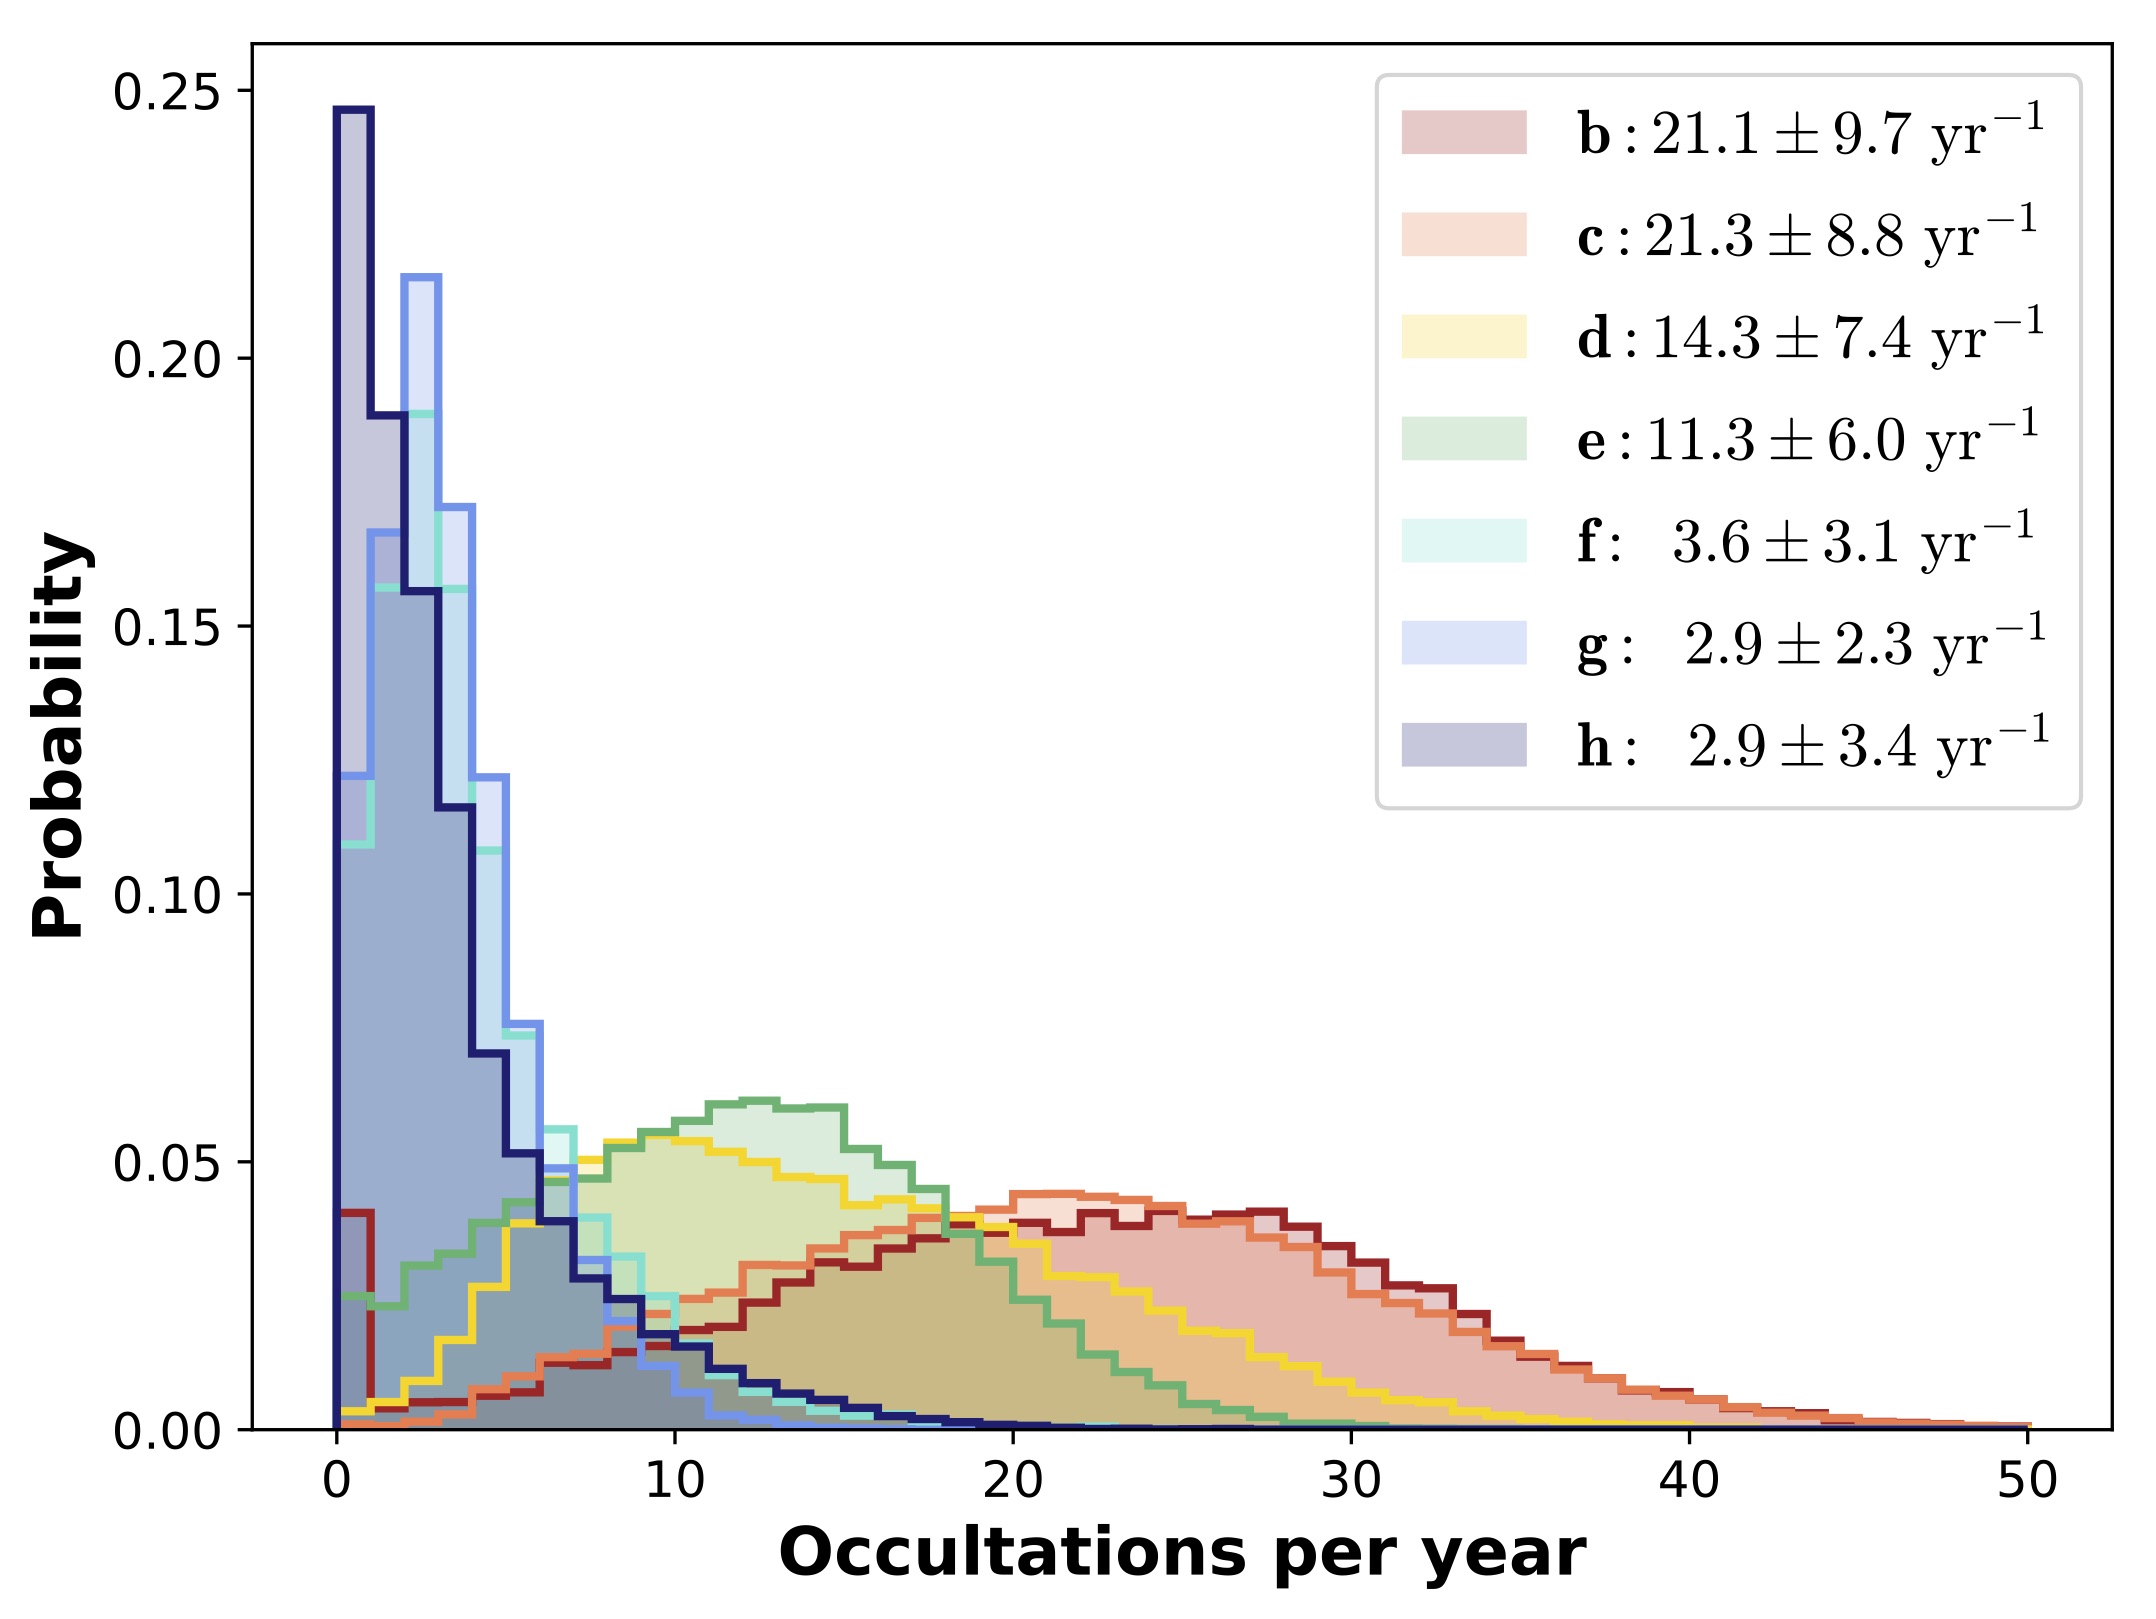 0.25
0.20
0.15
0.10
0.05
0.00
Probability
b: 21.1 ± 9.7 yr⁻¹
c: 21.3 ± 8.8 yr⁻¹
d: 14.3 ± 7.4 yr⁻¹
e: 11.3 ± 6.0 yr⁻¹
f: 3.6 ± 3.1 yr⁻¹
g: 2.9 ± 2.3 yr⁻¹
h: 2.9 ± 3.4 yr⁻¹
0 10 20 30 40 50
Occultations per year